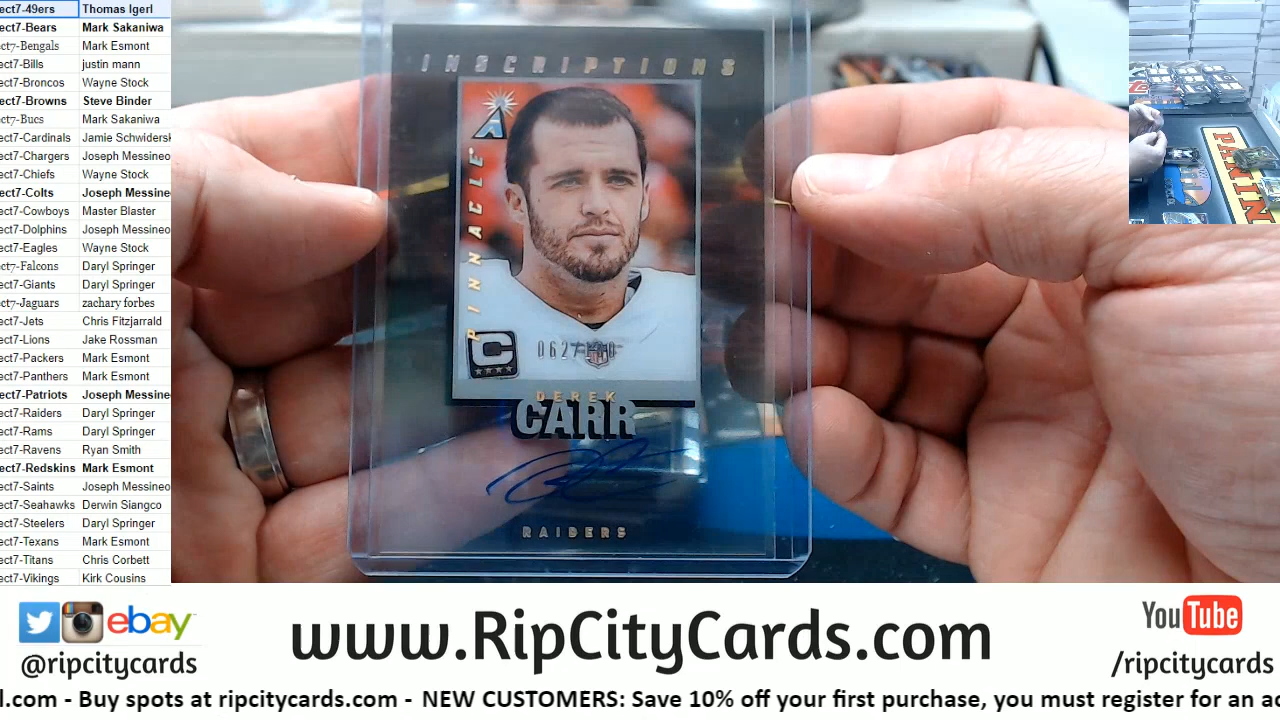 ect7-49ers Thomas Igerl
ect7-Bears Mark Sakaniwa
ect7-Bengals Mark Esmont
ect7-Bills justin mann
ect7-Broncos Wayne Stock
ect7-Browns Steve Binder
ect7-Bucs Mark Sakaniwa
ect7-Cardinals Jamie Schwidersk
ect7-Chargers Joseph Messineo
ect7-Chiefs Wayne Stock
ect7-Colts Joseph Messine
ect7-Cowboys Master Blaster
ect7-Dolphins Joseph Messineo
ect7-Eagles Wayne Stock
ect7-Falcons Daryl Springer
ect7-Giants Daryl Springer
ect7-Jaguars zachary forbes
ect7-Jets Chris Fitzjarrald
ect7-Lions Jake Rossman
ect7-Packers Mark Esmont
ect7-Panthers Mark Esmont
ect7-Patriots Joseph Messine
ect7-Raiders Daryl Springer
ect7-Rams Daryl Springer
ect7-Ravens Ryan Smith
ect7-Redskins Mark Esmont
ect7-Saints Joseph Messineo
ect7-Seahawks Derwin Siangco
ect7-Steelers Daryl Springer
ect7-Texans Mark Esmont
ect7-Titans Chris Corbett
ect7-Vikings Kirk Cousins
INSCRIPTIONS
PINNACLE
C
DEREK
CARR
RAIDERS
PANINI
ebay
@ripcitycards
www.RipCityCards.com
YouTube
/ripcitycards
l.com - Buy spots at ripcitycards.com - NEW CUSTOMERS: Save 10% off your first purchase, you must register for an ac